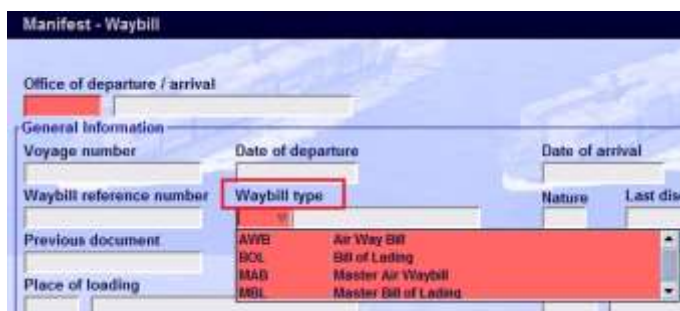 Manifest - Waybill
Office of departure / arrival
General Information
Voyage number Date of departure Date of arrival
Waybill reference number Waybill type Nature Last dis
Previous document
AWB Air Way Bill
BOL Bill of Lading
MAB Master Air Waybill
MBL Master Bill of Lading
Place of loading